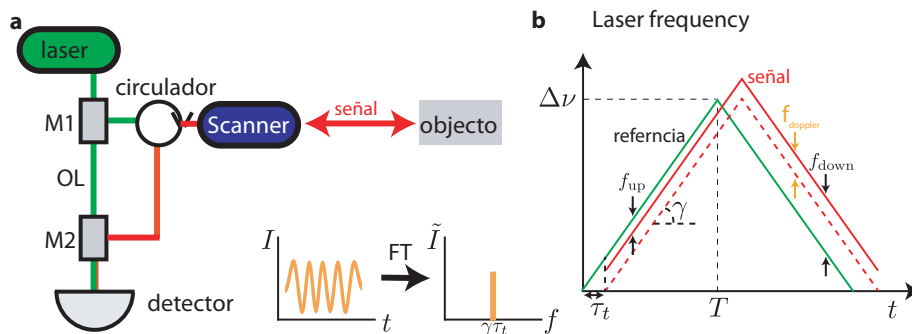 a
laser
circulador
M1
Scanner
señal
objecto
OL
M2
detector
I
t
FT
Ĩ
γτt
f
b
Laser frequency
Δν
señal
referncia
f doppler
fup
fdown
γ
τt
T
t